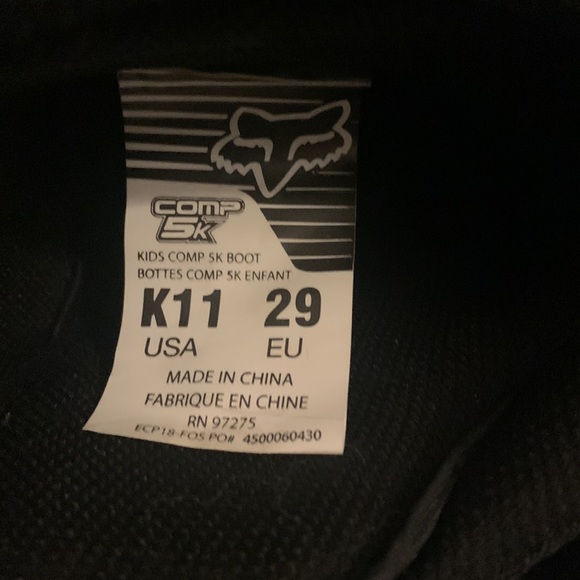 COMP
5K
KIDS COMP 5K BOOT
BOTTES COMP 5K ENFANT
K11 29
USA EU
MADE IN CHINA
FABRIQUE EN CHINE
RN 97275
ECP18-FOS PO# 4500060430